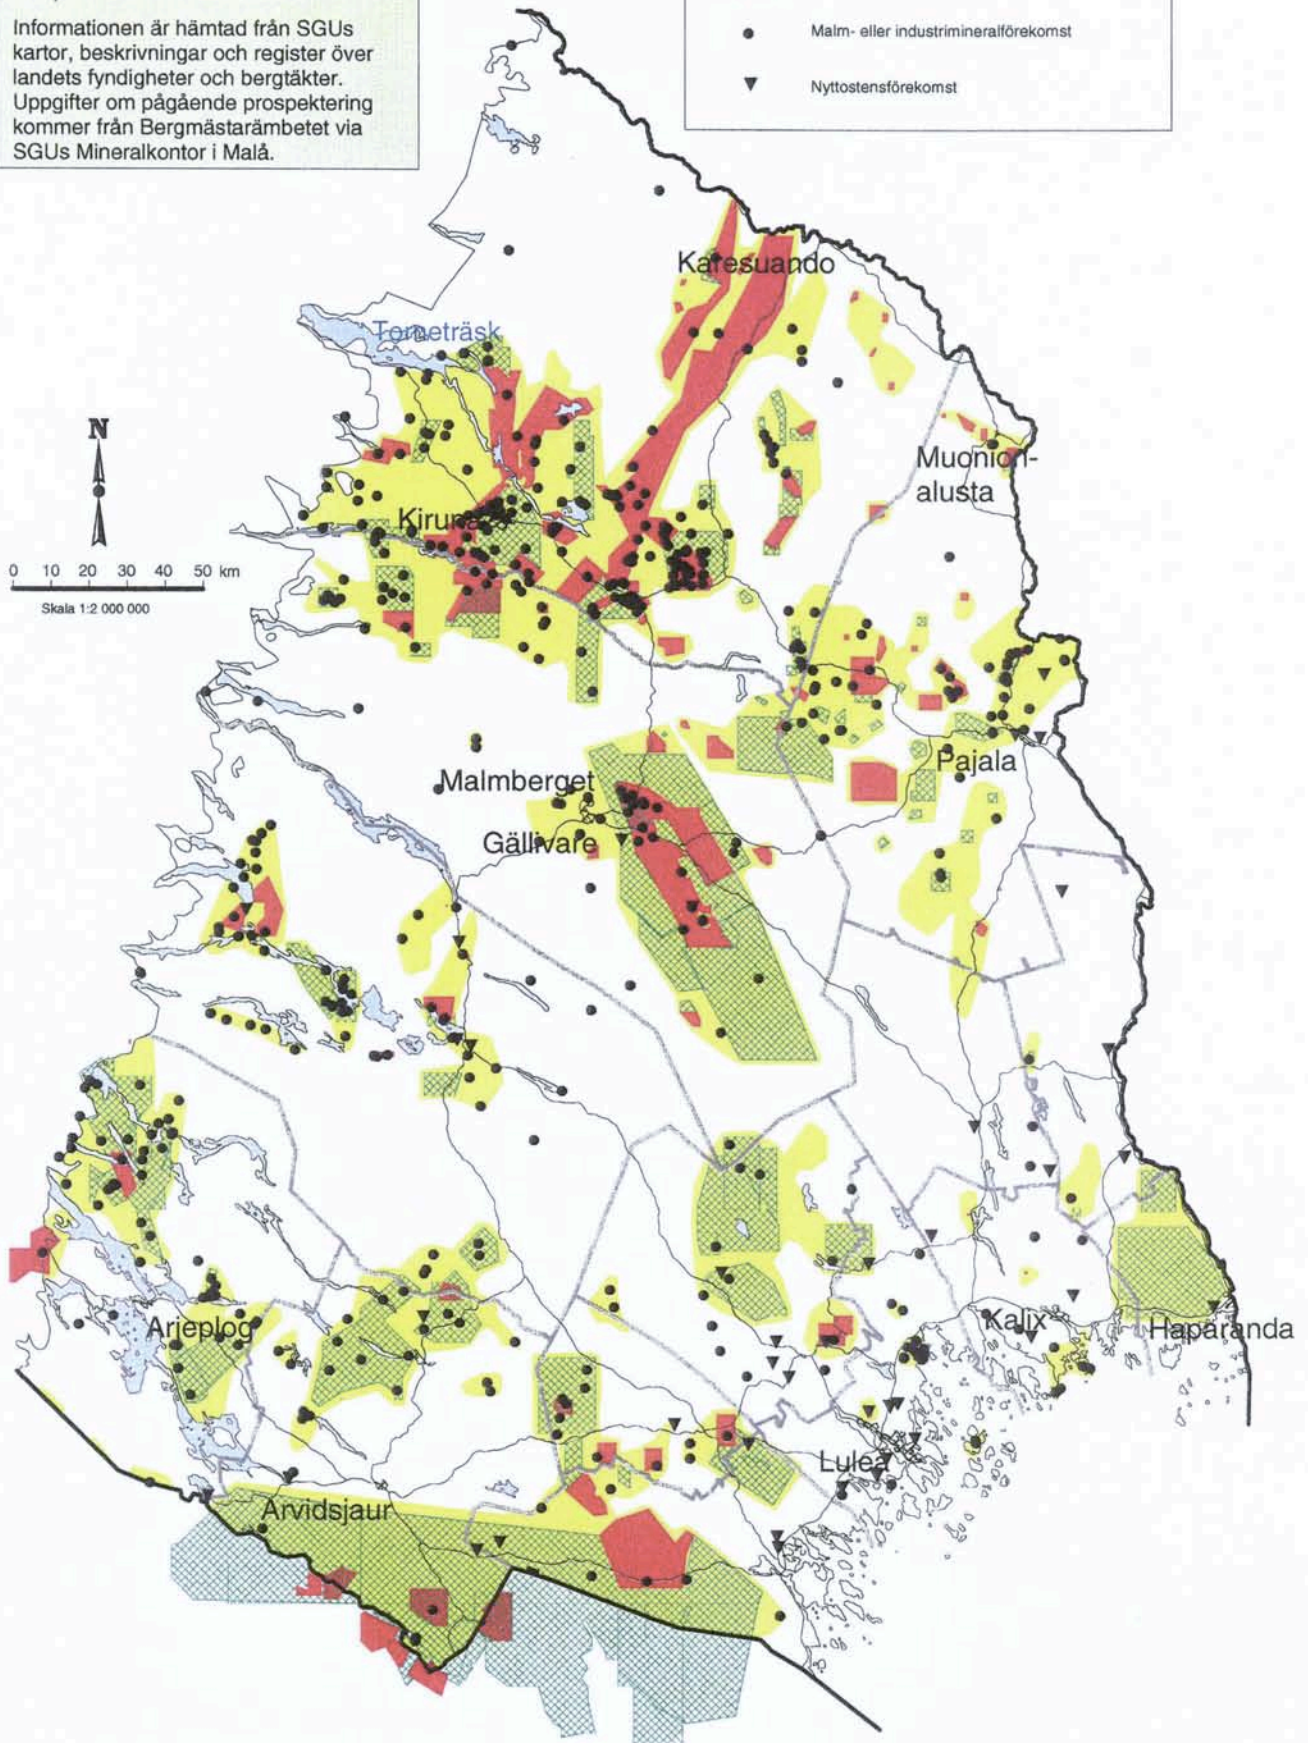 Informationen är hämtad från SGUs
kartor, beskrivningar och register över
landets fyndigheter och bergtäkter.
Uppgifter om pågående prospektering
kommer från Bergmästarämbetet via
SGUs Mineralkontor i Malå.
Malm- eller industrimineralförekomst
Nyttostensförekomst
Karesuando
Torneträsk
N
Muonion-
alusta
Kiruna
0 10 20 30 40 50 km
Skala 1:2 000 000
Malmberget
Pajala
Gällivare
Kalix
Arjeplog
Haparanda
Luleå
Arvidsjaur